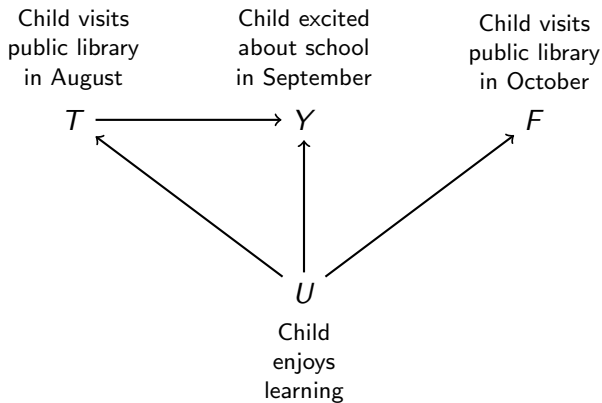 Child visits
public library
in August
Child excited
about school
in September
Child visits
public library
in October
T
Y
F
U
Child
enjoys
learning